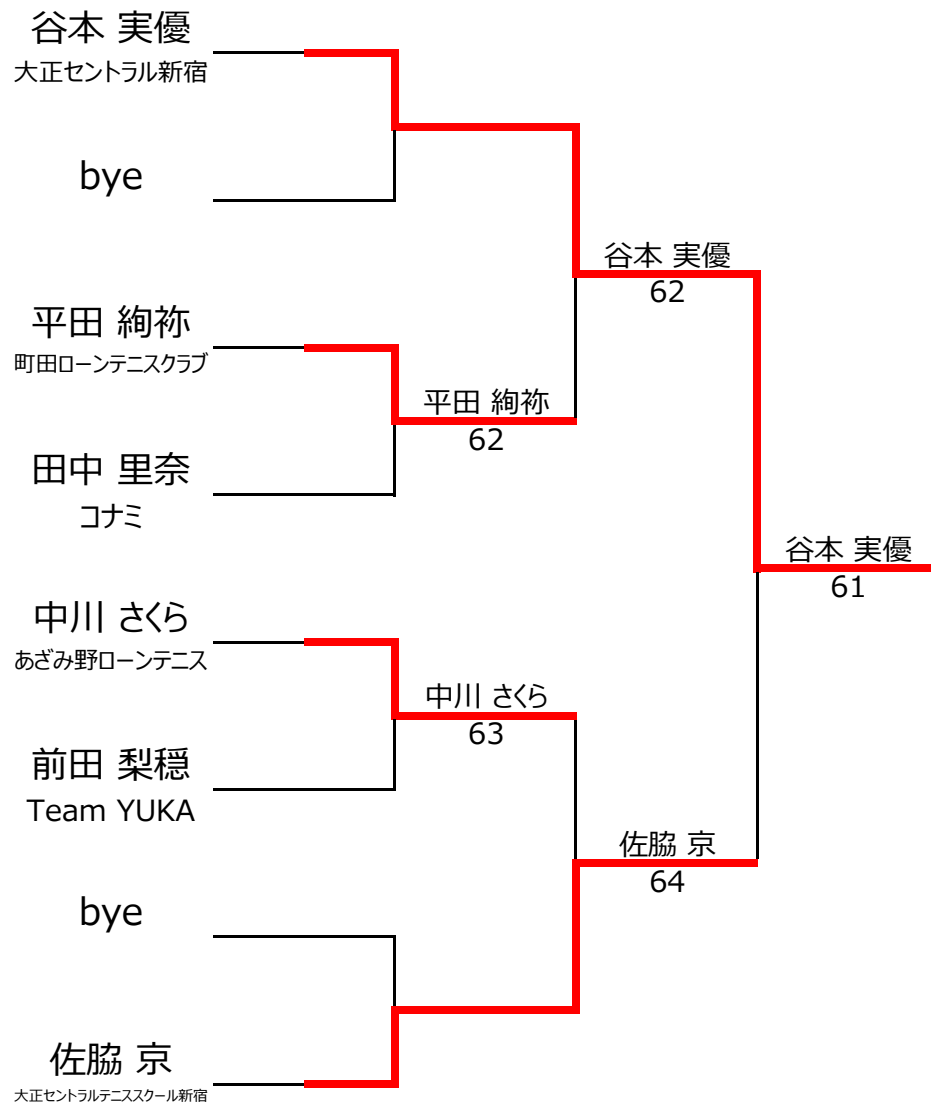 谷本 実優
大正セントラル新宿
bye
谷本 実優
62
平田 絢祢
町田ローンテニスクラブ
平田 絢祢
62
田中 里奈
コナミ
谷本 実優
61
中川 さくら
あざみ野ローンテニス
中川 さくら
63
前田 梨穏
Team YUKA
佐脇 京
64
bye
佐脇 京
大正セントラルテニススクール新宿